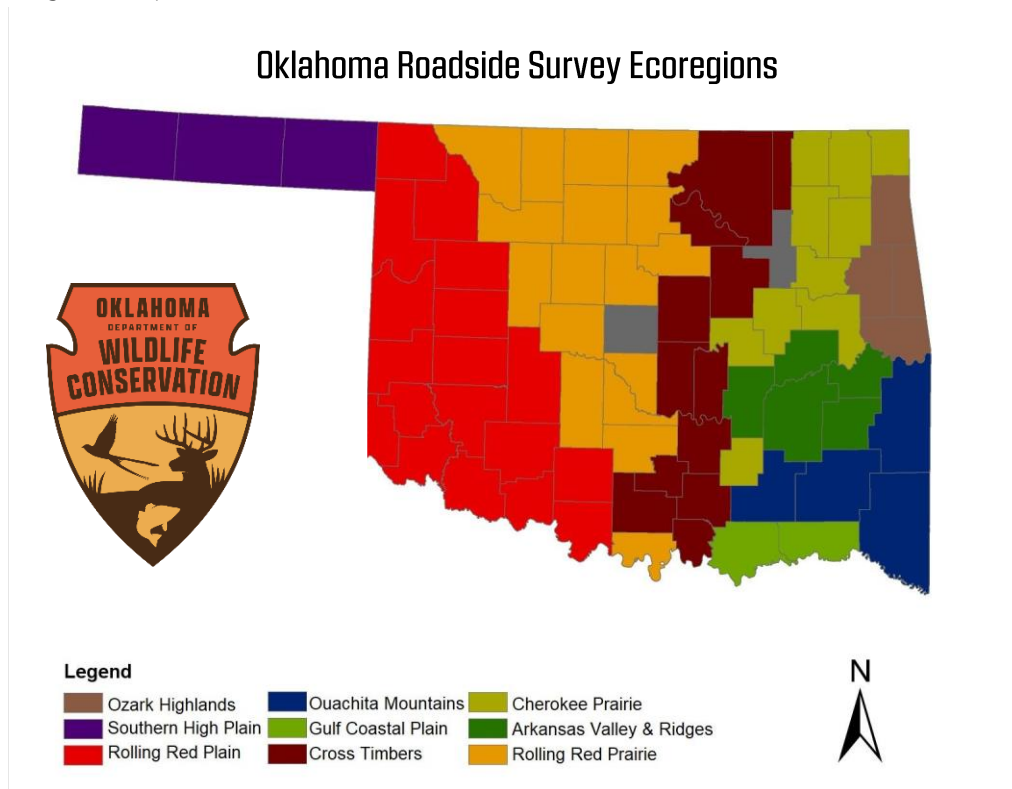 Oklahoma Roadside Survey Ecoregions
OKLAHOMA
DEPARTMENT OF
WILDLIFE
CONSERVATION
Legend
Ozark Highlands
Southern High Plain
Rolling Red Plain
Ouachita Mountains
Gulf Coastal Plain
Cross Timbers
Cherokee Prairie
Arkansas Valley & Ridges
Rolling Red Prairie
N